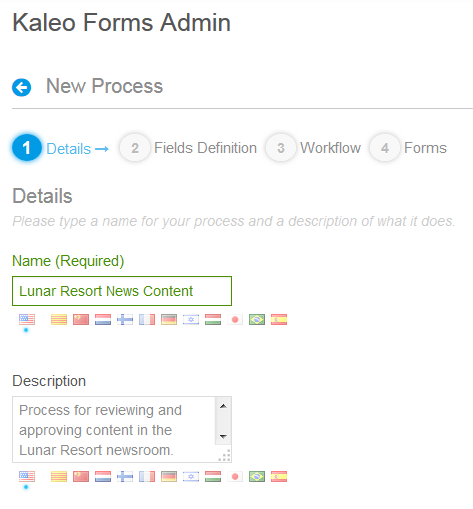 Kaleo Forms Admin
New Process
1 Details 2 Fields Definition 3 Workflow 4 Forms
Details
Please type a name for your process and a description of what it does.
Name (Required)
Lunar Resort News Content
Description
Process for reviewing and
approving content in the
Lunar Resort newsroom.